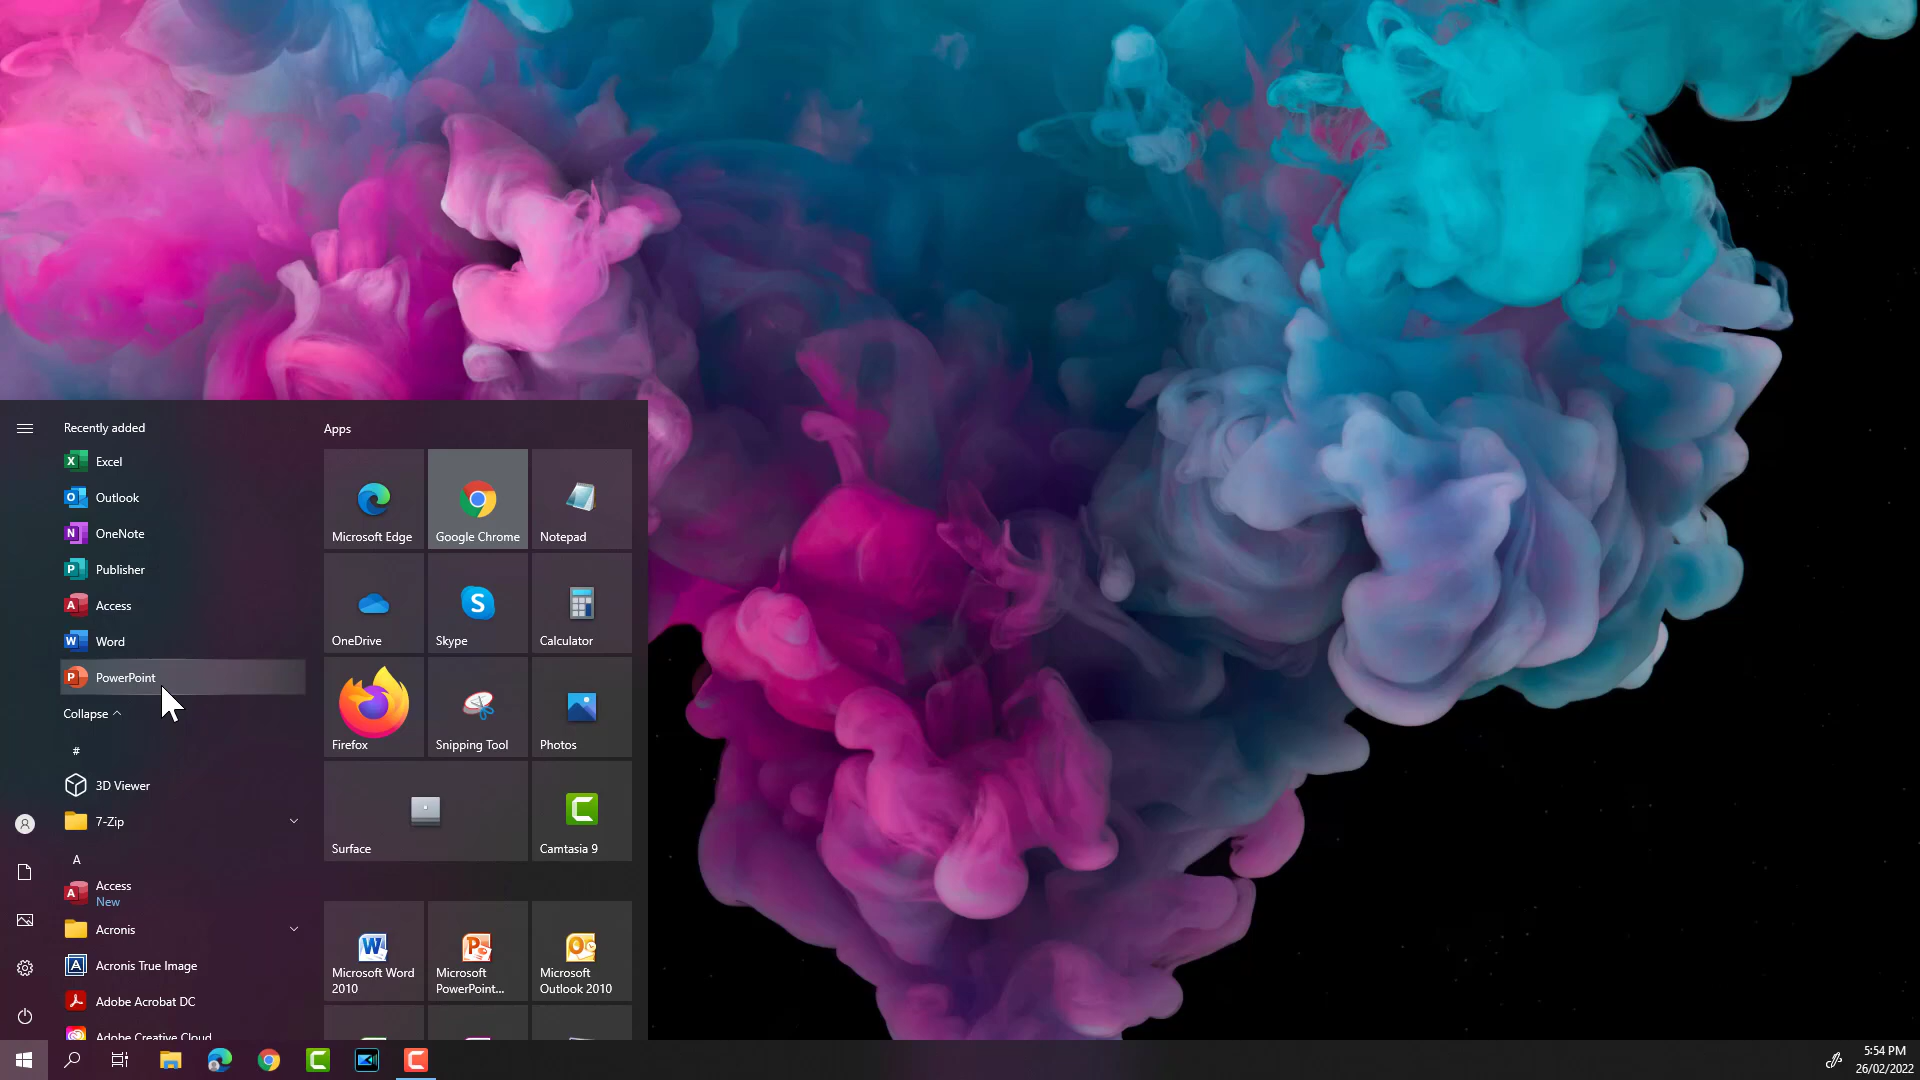 Recently added
Excel
Outlook
OneNote
Publisher
Access
Word
PowerPoint
Collapse
#
3D Viewer
7-Zip
A
Access
New
Acronis
Acronis True Image
Adobe Acrobat DC
Adobe Creative Cloud
Apps
Microsoft Edge
Google Chrome
Notepad
OneDrive
Skype
Calculator
Firefox
Snipping Tool
Photos
Surface
Camtasia 9
Microsoft Word
2010
Microsoft
PowerPoint...
Microsoft
Outlook 2010
5:54 PM
26/02/2022